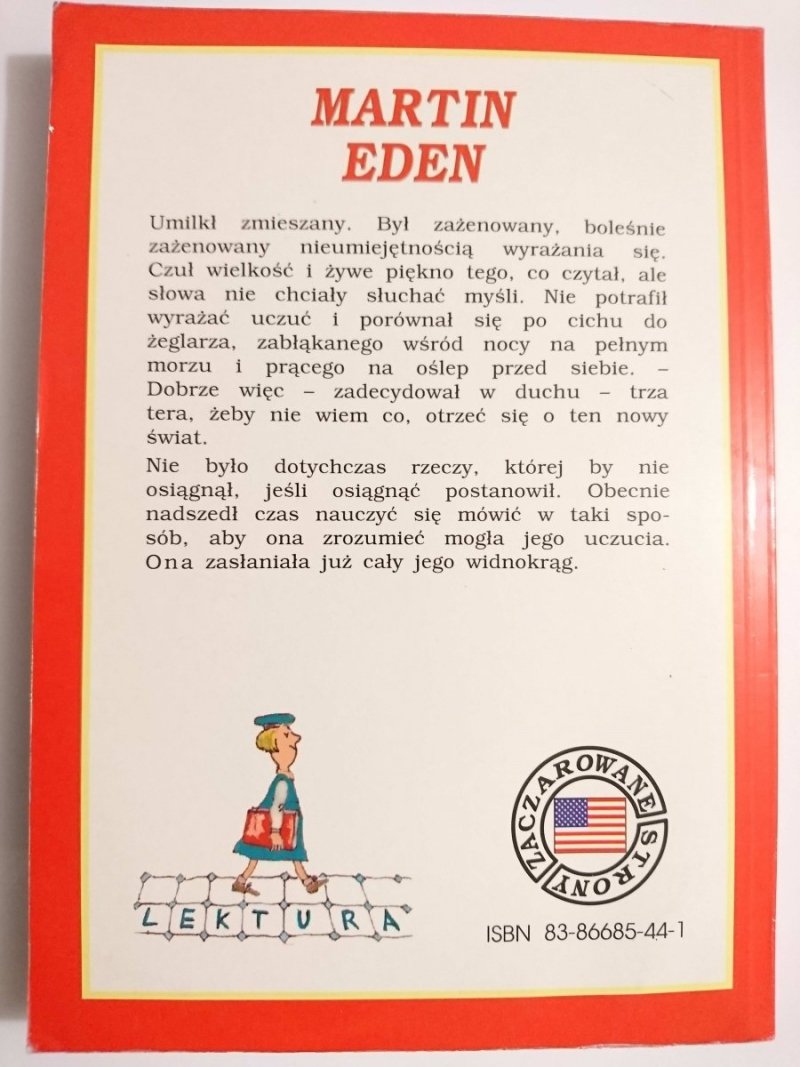 MARTIN
EDEN
Umilkł zmieszany. Był zażenowany, boleśnie
zażenowany nieumiejętnością wyrażania się.
Czuł wielkość i żywe piękno tego, co czytał, ale
słowa nie chciały słuchać myśli. Nie potrafił
wyrażać uczuć i porównał się po cichu do
żeglarza, zabłąkanego wśród nocy na pełnym
morzu i prącego na oślep przed siebie. –
Dobrze więc – zadecydował w duchu – trza
tera, żeby nie wiem co, otrzeć się o ten nowy
świat.
Nie było dotychczas rzeczy, której by nie
osiągnął, jeśli osiągnąć postanowił. Obecnie
nadszedł czas nauczyć się mówić w taki spo-
sób, aby ona zrozumieć mogła jego uczucia.
Ona zasłaniała już cały jego widnokrąg.
ZACZAROWANE STRONY
LEKTURA
ISBN 83-86685-44-1